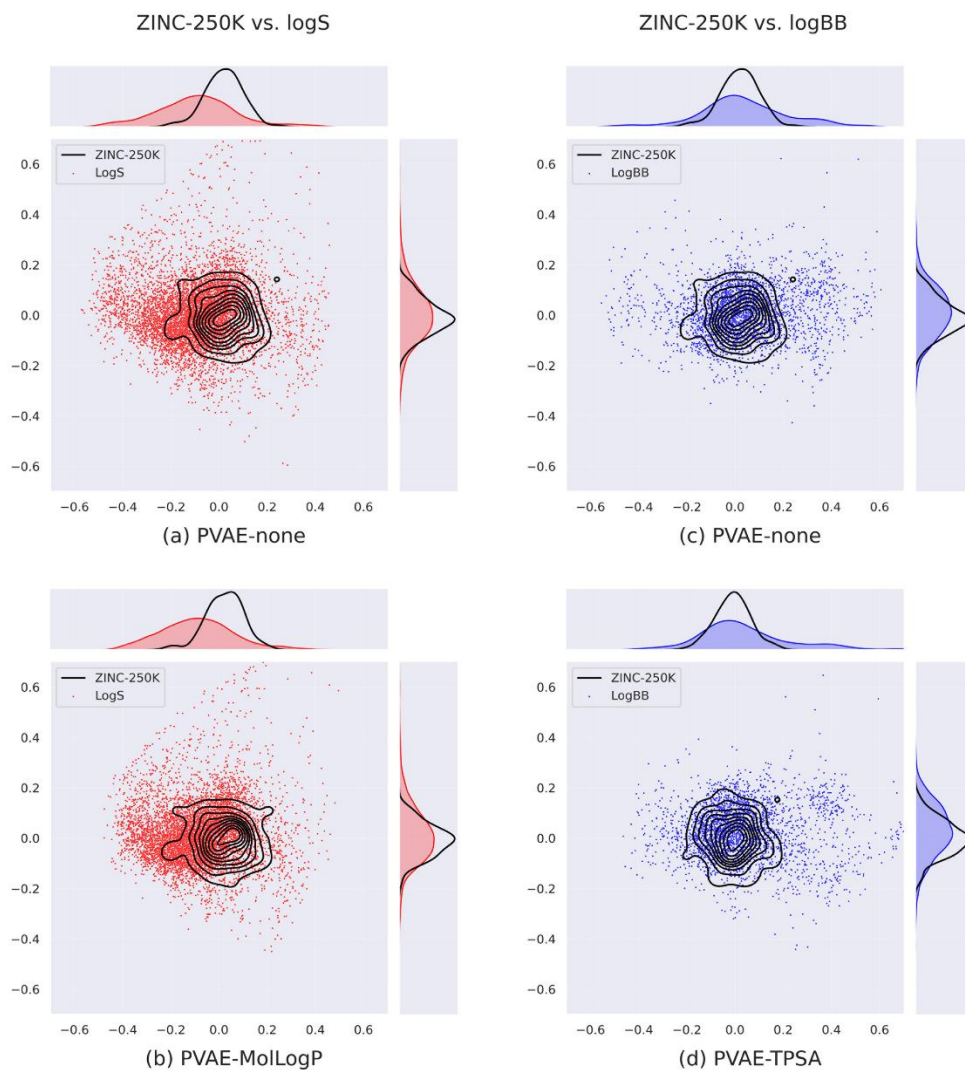 ZINC-250K vs. logS
ZINC-250K vs. logBB
ZINC-250K
LogS
0.6
0.4
0.2
0.0
−0.2
−0.4
−0.6
−0.6 −0.4 −0.2 0.0 0.2 0.4 0.6
(a) PVAE-none
ZINC-250K
LogBB
0.6
0.4
0.2
0.0
−0.2
−0.4
−0.6
−0.6 −0.4 −0.2 0.0 0.2 0.4 0.6
(c) PVAE-none
ZINC-250K
LogS
0.6
0.4
0.2
0.0
−0.2
−0.4
−0.6
−0.6 −0.4 −0.2 0.0 0.2 0.4 0.6
(b) PVAE-MolLogP
ZINC-250K
LogBB
0.6
0.4
0.2
0.0
−0.2
−0.4
−0.6
−0.6 −0.4 −0.2 0.0 0.2 0.4 0.6
(d) PVAE-TPSA